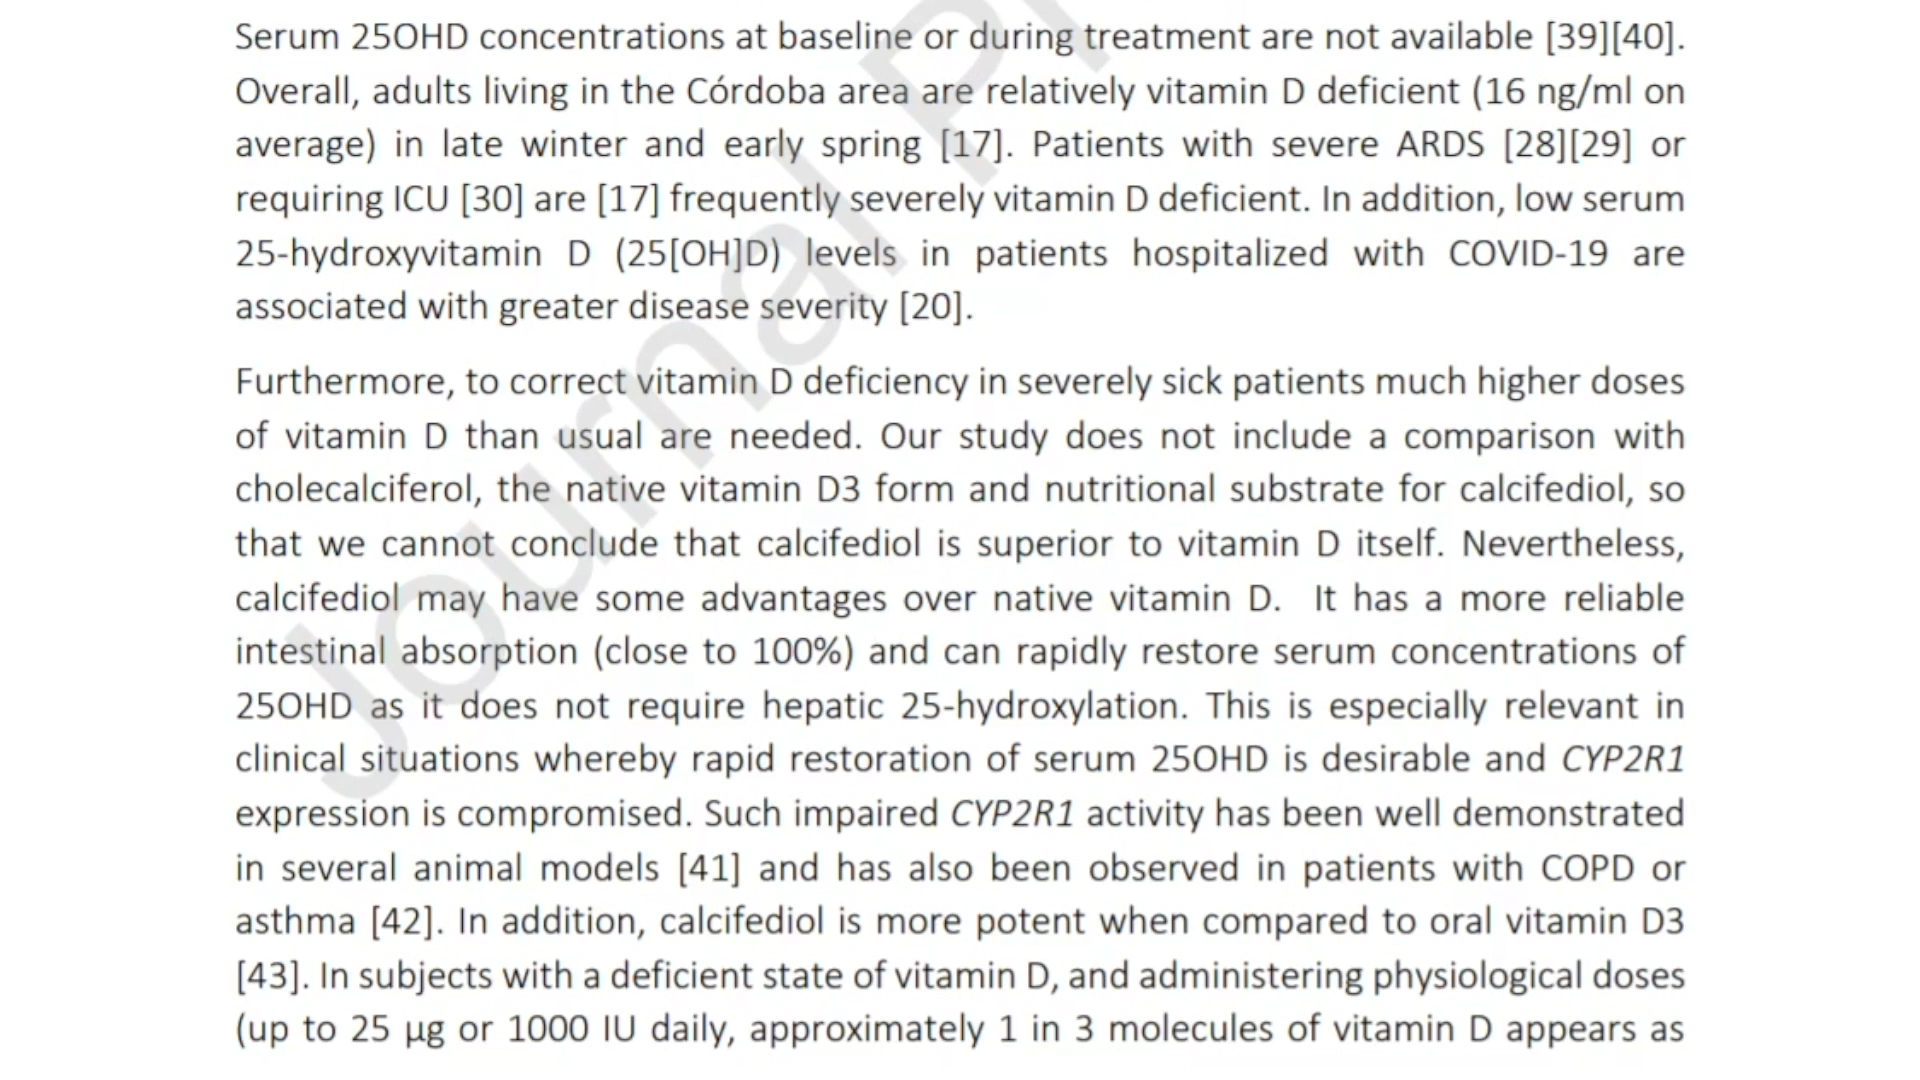 Serum 25OHD concentrations at baseline or during treatment are not available [39][40].
Overall, adults living in the Córdoba area are relatively vitamin D deficient (16 ng/ml on
average) in late winter and early spring [17]. Patients with severe ARDS [28][29] or
requiring ICU [30] are [17] frequently severely vitamin D deficient. In addition, low serum
25-hydroxyvitamin D (25[OH]D) levels in patients hospitalized with COVID-19 are
associated with greater disease severity [20].
Furthermore, to correct vitamin D deficiency in severely sick patients much higher doses
of vitamin D than usual are needed. Our study does not include a comparison with
cholecalciferol, the native vitamin D3 form and nutritional substrate for calcifediol, so
that we cannot conclude that calcifediol is superior to vitamin D itself. Nevertheless,
calcifediol may have some advantages over native vitamin D. It has a more reliable
intestinal absorption (close to 100%) and can rapidly restore serum concentrations of
25OHD as it does not require hepatic 25-hydroxylation. This is especially relevant in
clinical situations whereby rapid restoration of serum 25OHD is desirable and CYP2R1
expression is compromised. Such impaired CYP2R1 activity has been well demonstrated
in several animal models [41] and has also been observed in patients with COPD or
asthma [42]. In addition, calcifediol is more potent when compared to oral vitamin D3
[43]. In subjects with a deficient state of vitamin D, and administering physiological doses
(up to 25 μg or 1000 IU daily, approximately 1 in 3 molecules of vitamin D appears as
Journal Pr